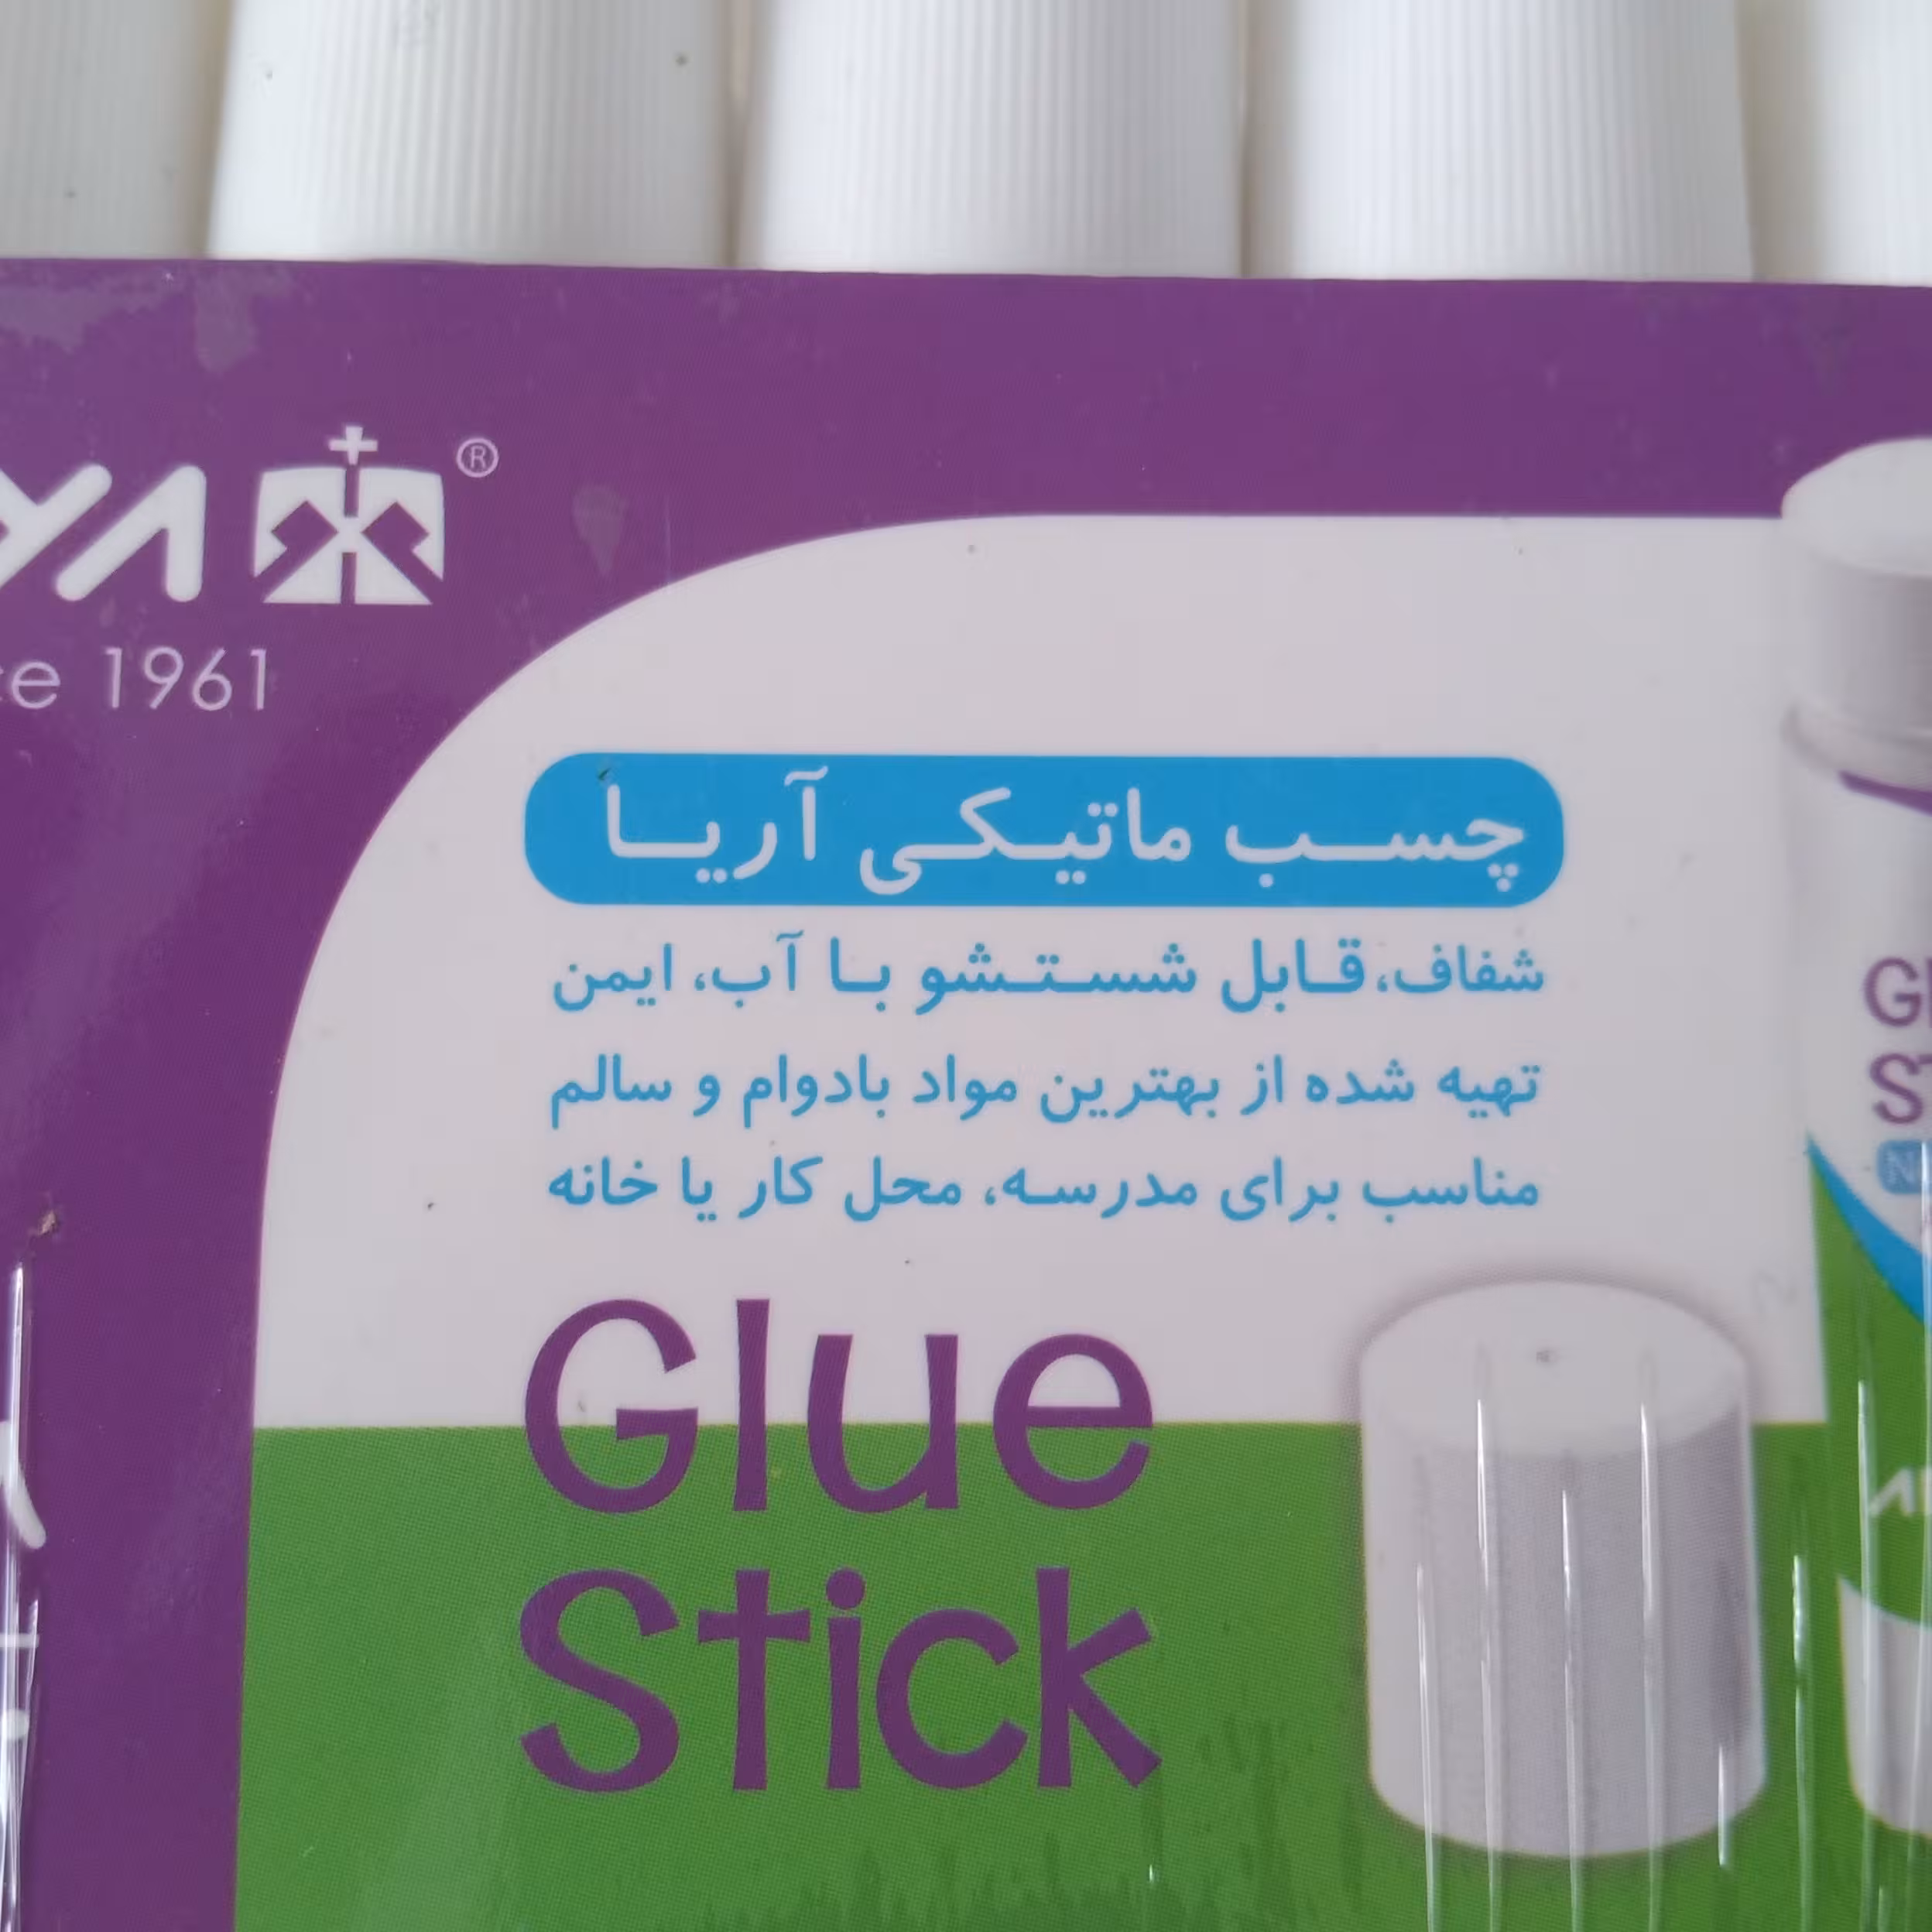 ®
1961
چسب ماتیکی آریا
شفاف، قابل شستشو با آب، ایمن
تهیه شده از بهترین مواد بادوام و سالم
مناسب برای مدرسه، محل کار یا خانه
Glue
Stick